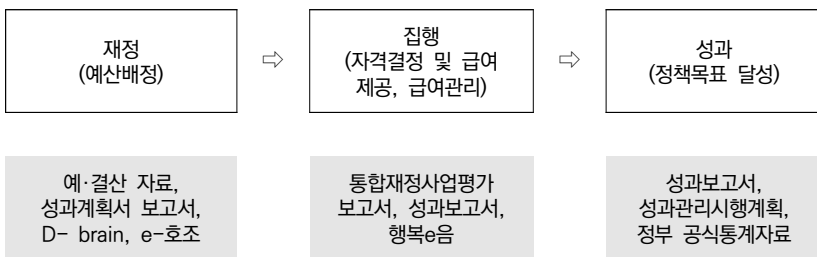 재정
(예산배정)
⇨
집행
(자격결정 및 급여
제공, 급여관리)
⇨
성과
(정책목표 달성)
예·결산 자료,
성과계획서 보고서,
D- brain, e-호조
통합재정사업평가
보고서, 성과보고서,
행복e음
성과보고서,
성과관리시행계획,
정부 공식통계자료